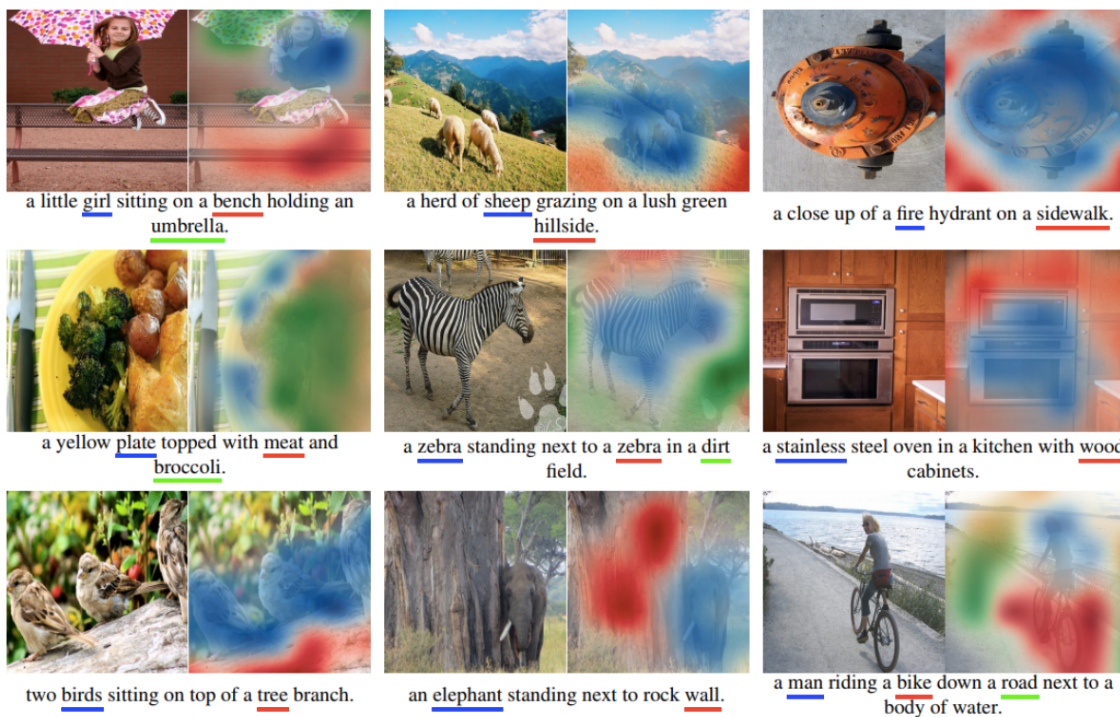 a little girl sitting on a bench holding an
umbrella.
a herd of sheep grazing on a lush green
hillside.
a close up of a fire hydrant on a sidewalk.
a yellow plate topped with meat and
broccoli.
a zebra standing next to a zebra in a dirt
field.
a stainless steel oven in a kitchen with wood
cabinets.
two birds sitting on top of a tree branch.
an elephant standing next to rock wall.
a man riding a bike down a road next to a
body of water.